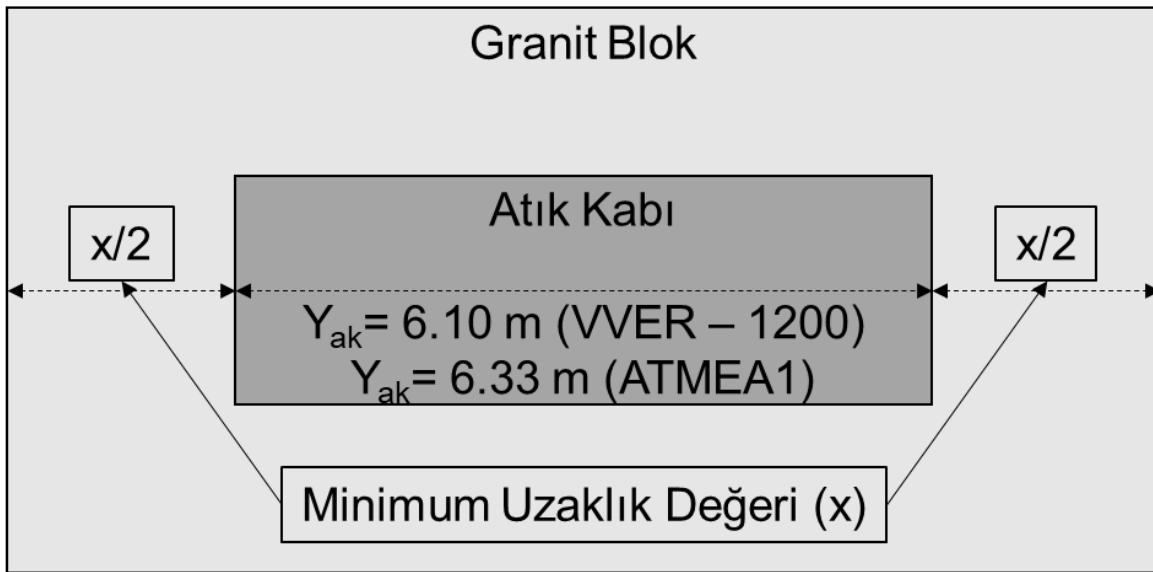 Granit Blok
Atık Kabı
x/2
x/2
Yak= 6.10 m (VVER – 1200)
Yak= 6.33 m (ATMEA1)
Minimum Uzaklık Değeri (x)